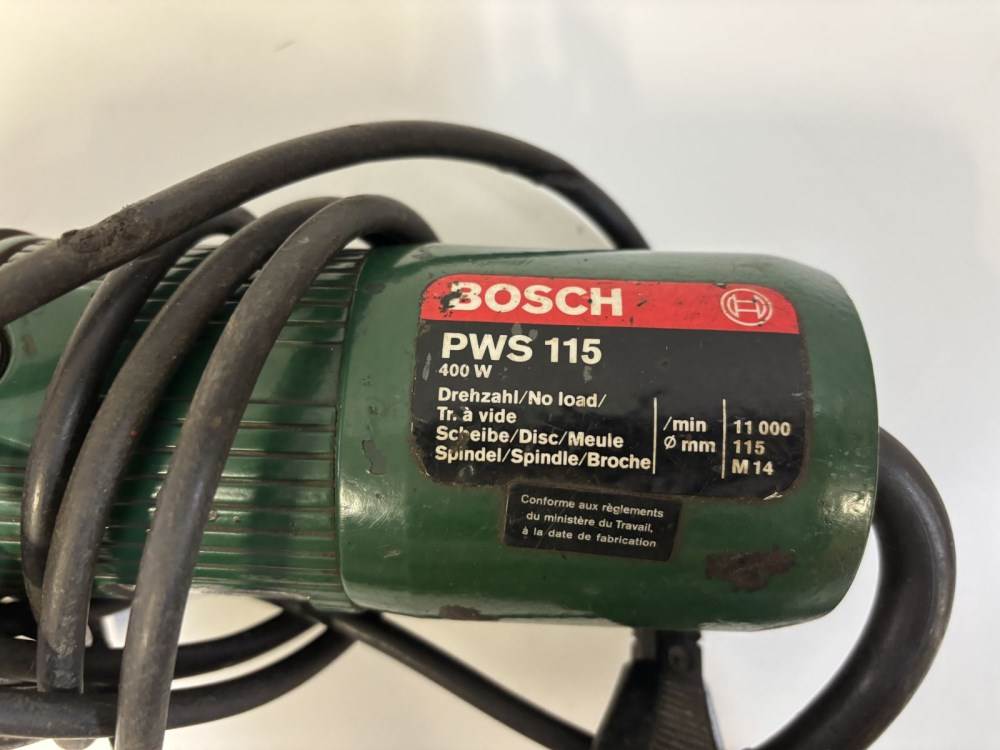 BOSCH
PWS 115
400 W
Drehzahl/No load/
Tr. à vide /min 11 000
Scheibe/Disc/Meule Ø mm 115
Spindel/Spindle/Broche M 14
Conforme aux règlements
du ministère du Travail,
à la date de fabrication